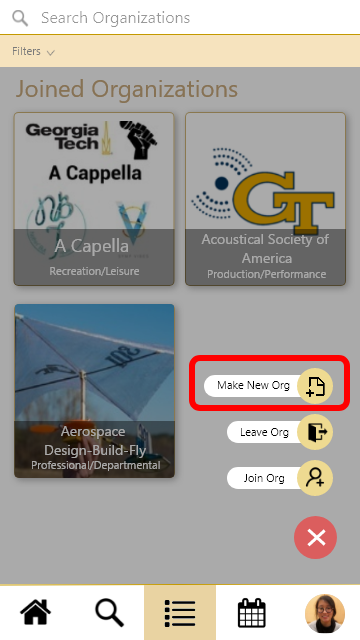 Search Organizations
Filters
Joined Organizations
Georgia
Tech
A Cappella
A Capella
Recreation/Leisure
GT
Acoustical Society of
America
Production/Performance
Aerospace
Design-Build-Fly
Professional/Departmental
Make New Org
Leave Org
Join Org